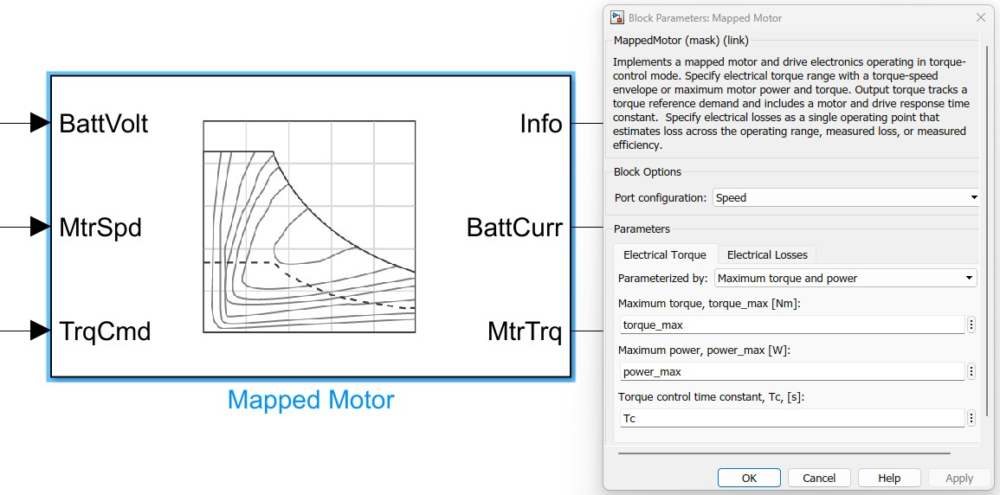 BattVolt
MtrSpd
TrqCmd
Info
BattCurr
MtrTrq
Mapped Motor
Block Parameters: Mapped Motor
MappedMotor (mask) (link)
Implements a mapped motor and drive electronics operating in torque-
control mode. Specify electrical torque range with a torque-speed
envelope or maximum motor power and torque. Output torque tracks a
torque reference demand and includes a motor and drive response time
constant.  Specify electrical losses as a single operating point that
estimates loss across the operating range, measured loss, or measured
efficiency.
Block Options
Port configuration: Speed
Parameters
Electrical Torque Electrical Losses
Parameterized by: Maximum torque and power
Maximum torque, torque_max [Nm]:
torque_max
Maximum power, power_max [W]:
power_max
Torque control time constant, Tc, [s]:
Tc
OK Cancel Help Apply